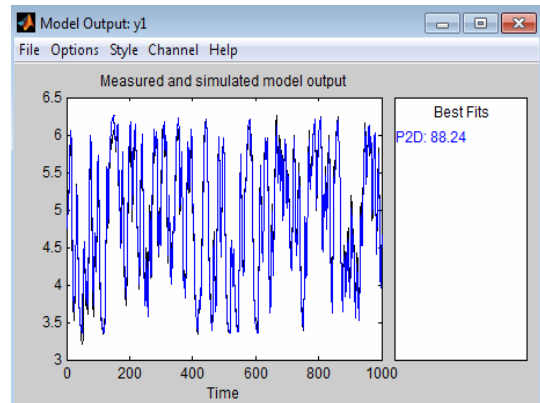 Model Output: y1
File Options Style Channel Help
Measured and simulated model output
6.5
6
5.5
5
4.5
4
3.5
3
0 200 400 600 800 1000
Time
Best Fits
P2D: 88.24